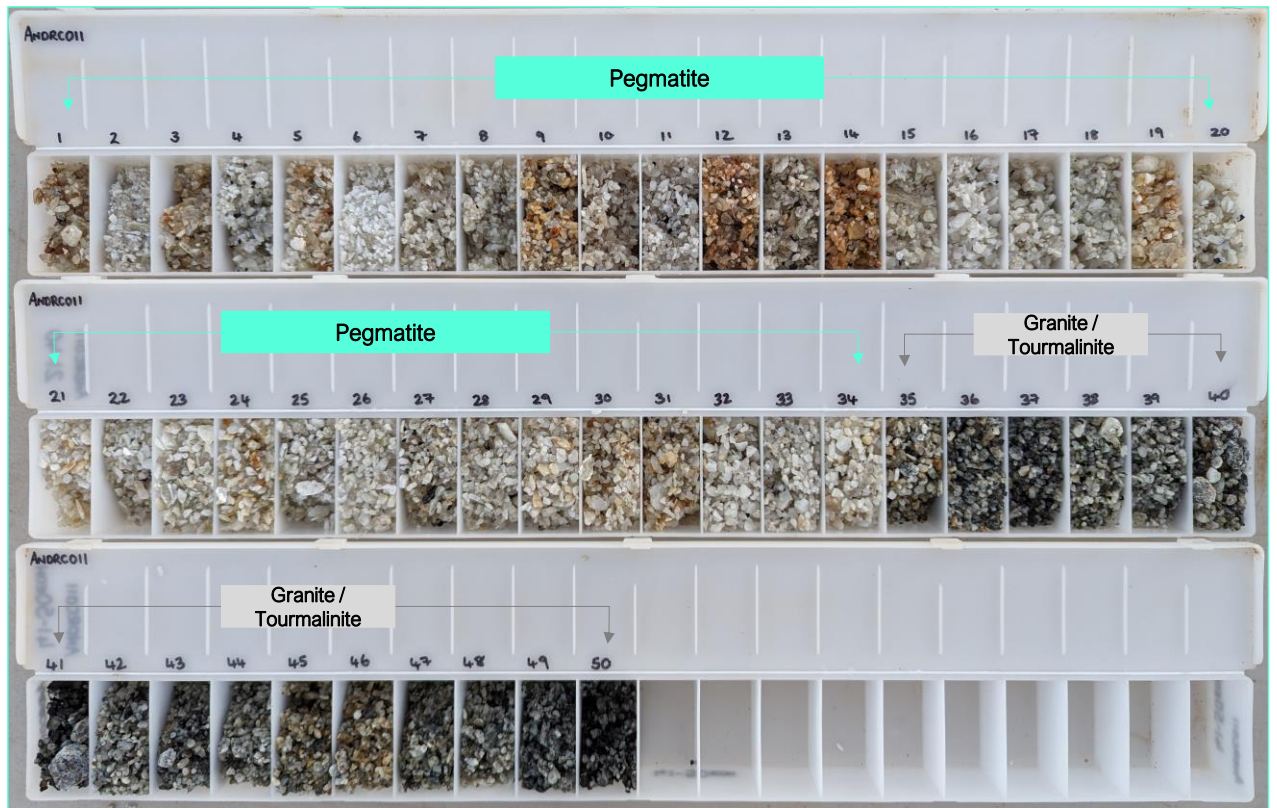 ANDRC011
Pegmatite
1 2 3 4 5 6 7 8 9 10 11 12 13 14 15 16 17 18 19 20
ANDRC011
Pegmatite
Granite /
Tourmalinite
21 22 23 24 25 26 27 28 29 30 31 32 33 34 35 36 37 38 39 40
ANDRC011
Granite /
Tourmalinite
41 42 43 44 45 46 47 48 49 50